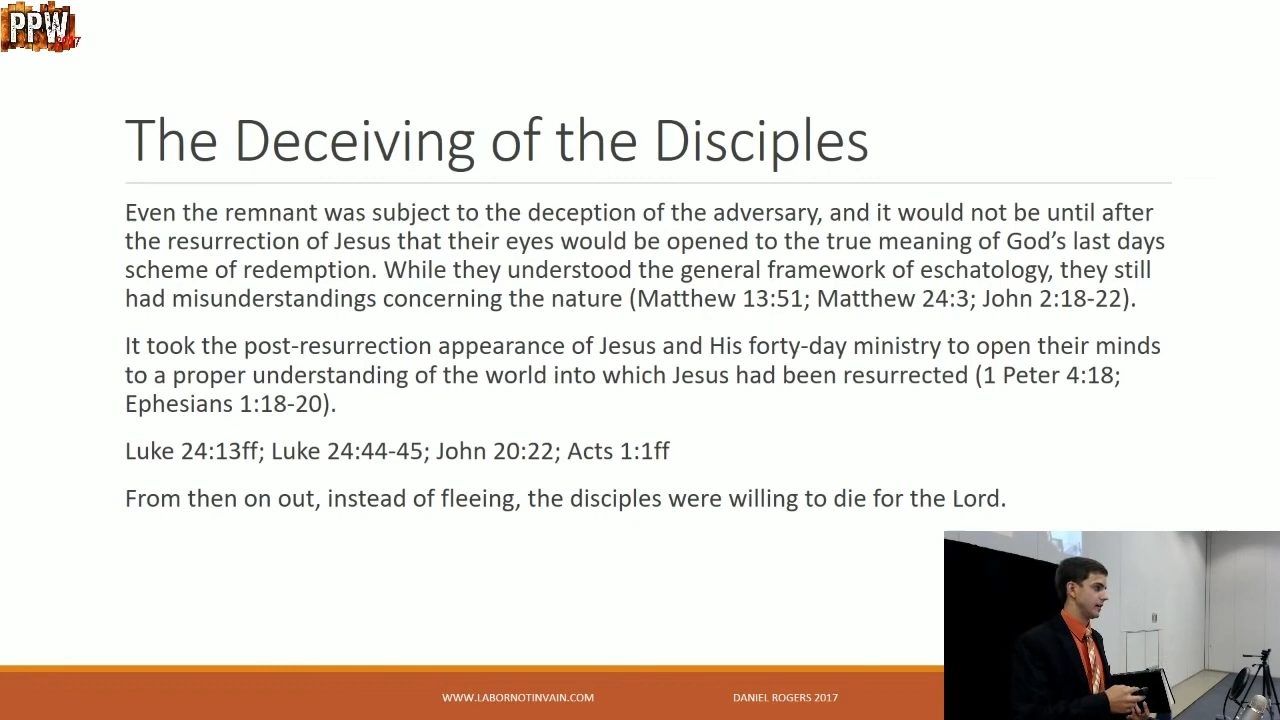 PPW
2017
The Deceiving of the Disciples
Even the remnant was subject to the deception of the adversary, and it would not be until after
the resurrection of Jesus that their eyes would be opened to the true meaning of God’s last days
scheme of redemption. While they understood the general framework of eschatology, they still
had misunderstandings concerning the nature (Matthew 13:51; Matthew 24:3; John 2:18-22).
It took the post-resurrection appearance of Jesus and His forty-day ministry to open their minds
to a proper understanding of the world into which Jesus had been resurrected (1 Peter 4:18;
Ephesians 1:18-20).
Luke 24:13ff; Luke 24:44-45; John 20:22; Acts 1:1ff
From then on out, instead of fleeing, the disciples were willing to die for the Lord.
WWW.LABORNOTINVAIN.COM
DANIEL ROGERS 2017